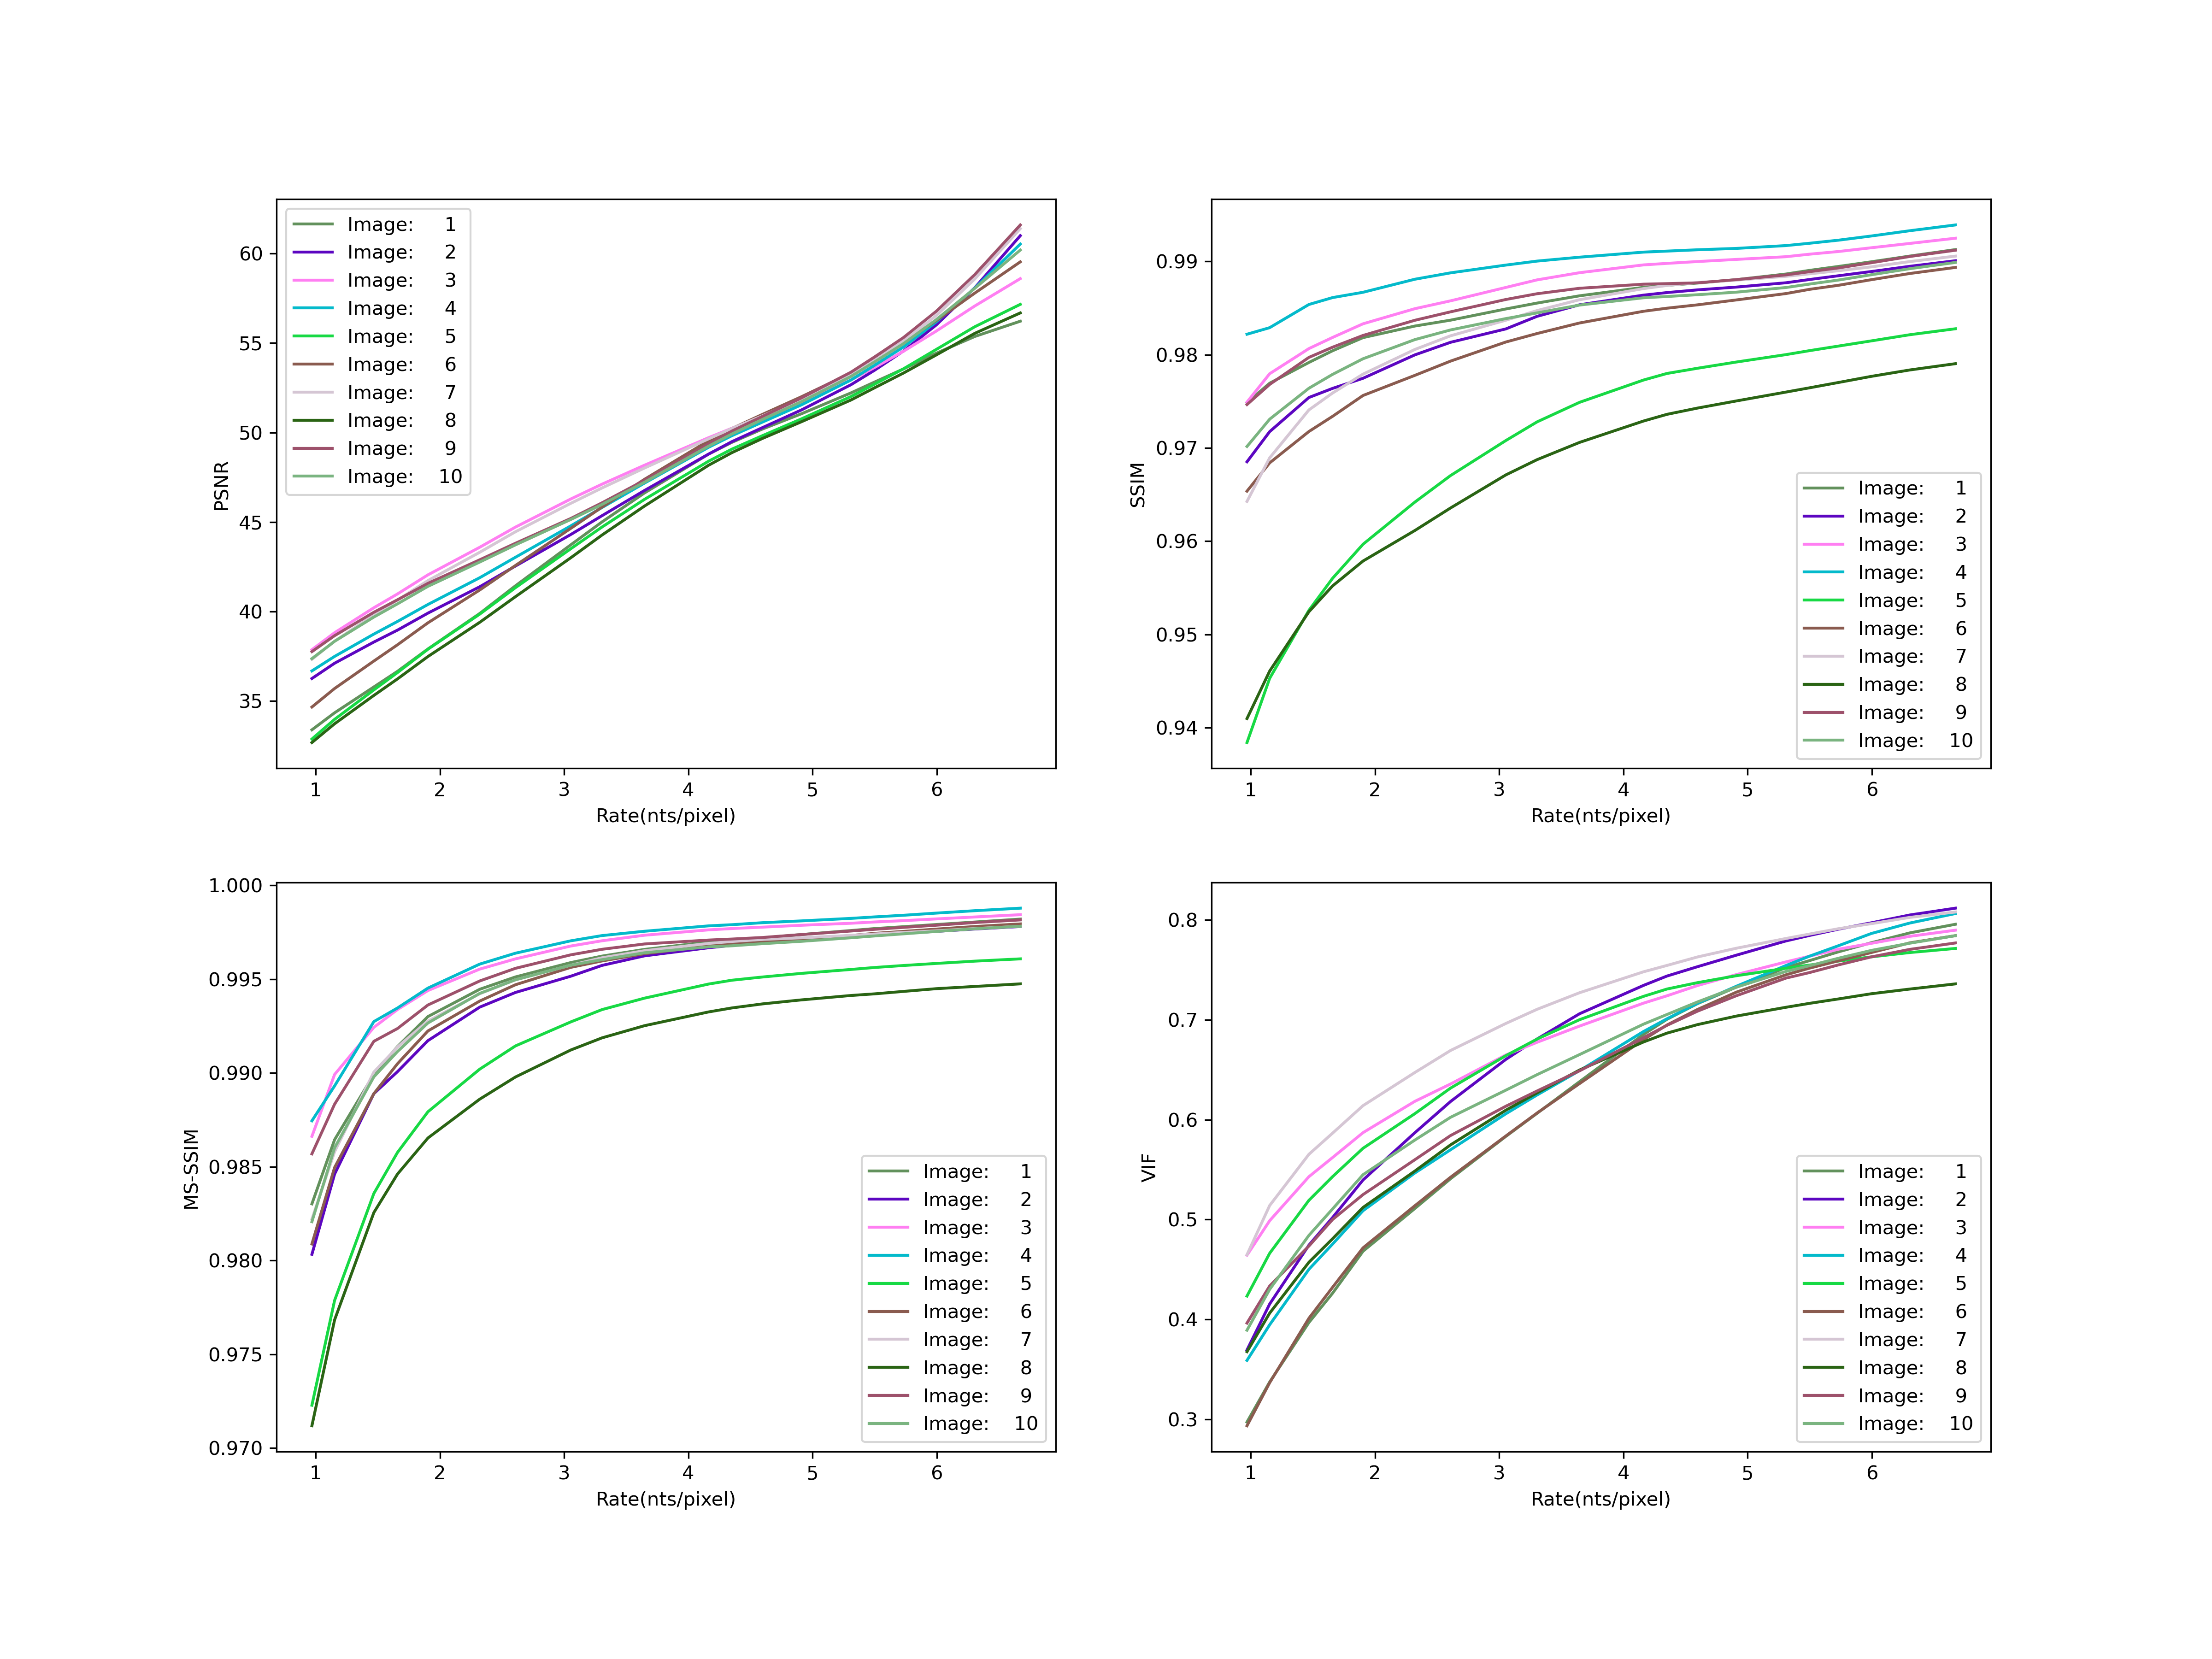 60
55
50
45
40
35
PSNR
Image: 1
Image: 2
Image: 3
Image: 4
Image: 5
Image: 6
Image: 7
Image: 8
Image: 9
Image: 10
1 2 3 4 5 6
Rate(nts/pixel)
0.99
0.98
0.97
0.96
0.95
0.94
SSIM
Image: 1
Image: 2
Image: 3
Image: 4
Image: 5
Image: 6
Image: 7
Image: 8
Image: 9
Image: 10
1 2 3 4 5 6
Rate(nts/pixel)
1.000
0.995
0.990
0.985
0.980
0.975
0.970
MS-SSIM
Image: 1
Image: 2
Image: 3
Image: 4
Image: 5
Image: 6
Image: 7
Image: 8
Image: 9
Image: 10
1 2 3 4 5 6
Rate(nts/pixel)
0.8
0.7
0.6
0.5
0.4
0.3
VIF
Image: 1
Image: 2
Image: 3
Image: 4
Image: 5
Image: 6
Image: 7
Image: 8
Image: 9
Image: 10
1 2 3 4 5 6
Rate(nts/pixel)